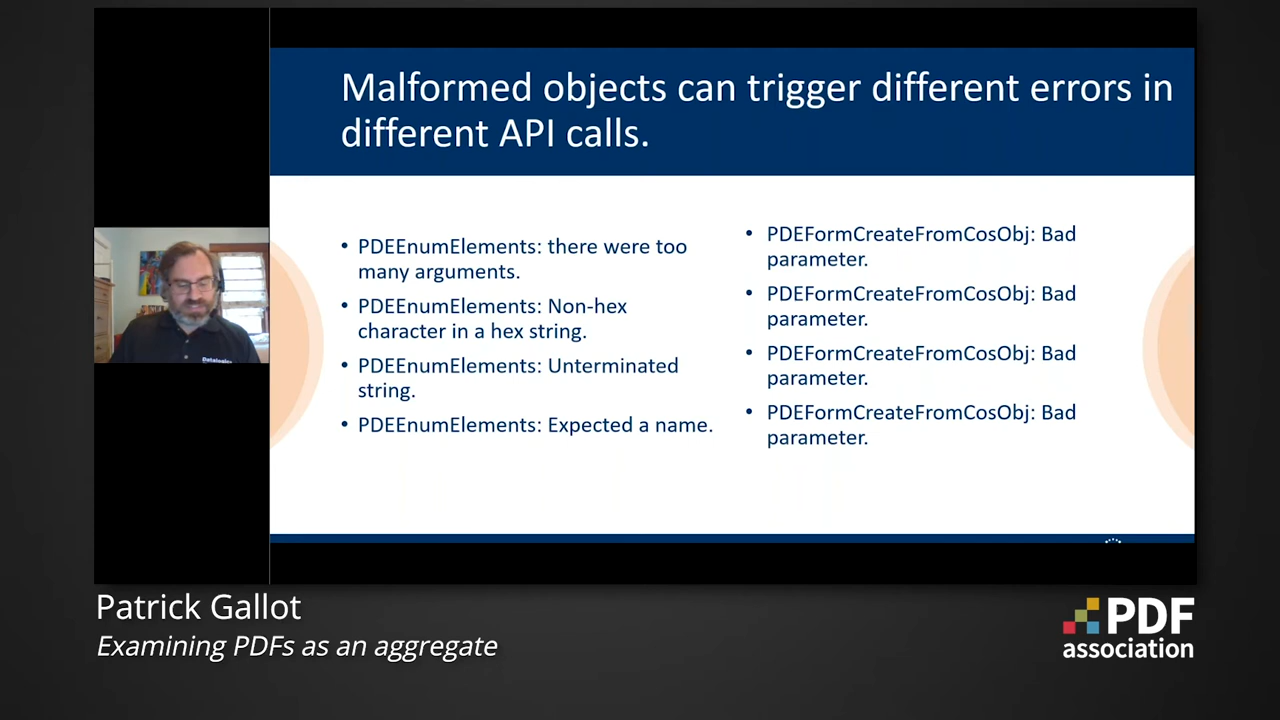 Malformed objects can trigger different errors in
different API calls.
• PDEEnumElements: there were too
many arguments.
• PDEEnumElements: Non-hex
character in a hex string.
• PDEEnumElements: Unterminated
string.
• PDEEnumElements: Expected a name.
• PDEFormCreateFromCosObj: Bad
parameter.
• PDEFormCreateFromCosObj: Bad
parameter.
• PDEFormCreateFromCosObj: Bad
parameter.
• PDEFormCreateFromCosObj: Bad
parameter.
Patrick Gallot
Examining PDFs as an aggregate
PDF
association